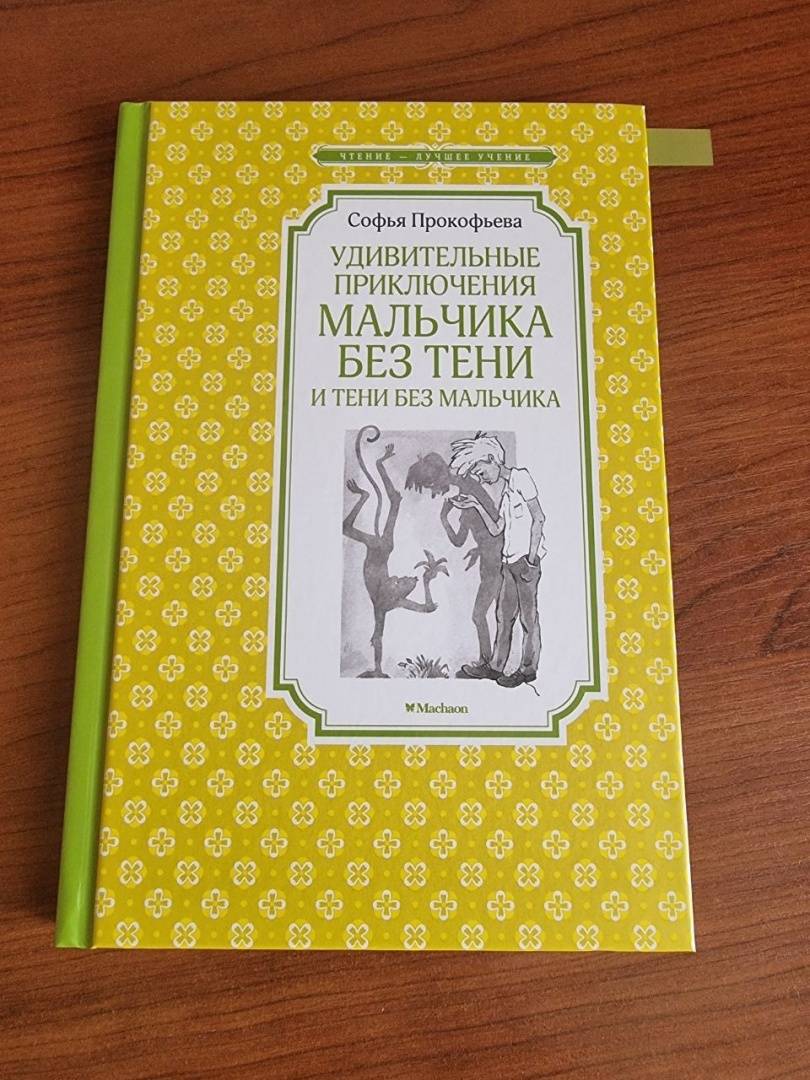 ЧТЕНИЕ — ЛУЧШЕЕ УЧЕНИЕ
Софья Прокофьева
УДИВИТЕЛЬНЫЕ
ПРИКЛЮЧЕНИЯ
МАЛЬЧИКА
БЕЗ ТЕНИ
И ТЕНИ БЕЗ МАЛЬЧИКА
Machaon